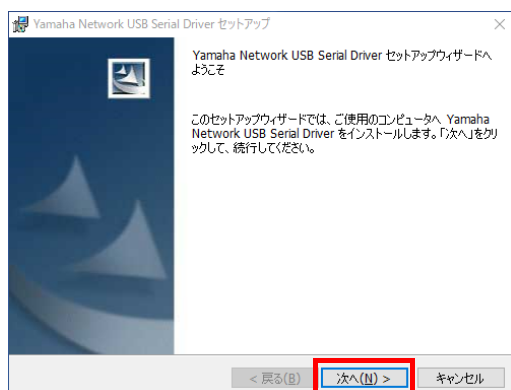 Yamaha Network USB Serial Driver セットアップ
Yamaha Network USB Serial Driver セットアップウィザードへ
ようこそ
このセットアップウィザードでは、ご使用のコンピュータへ Yamaha
Network USB Serial Driver をインストールします。「次へ」をクリ
ックして、続行してください。
< 戻る(B) 次へ(N) > キャンセル